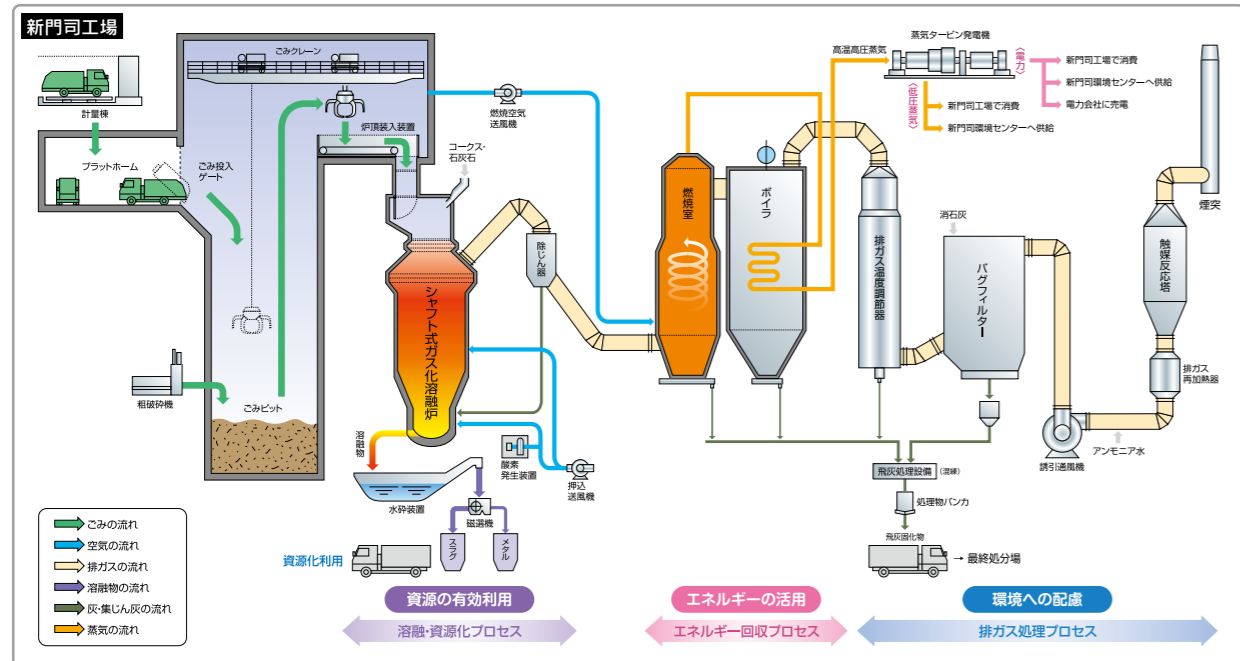 新門司工場
計量棟
プラットホーム
ごみ投入
ゲート
粗破砕機
ごみクレーン
ごみピット
炉頂装入装置
コークス・
石灰石
燃焼空気
送風機
除じん器
シャフト式ガス化溶融炉
溶融物
水砕装置
酸素
発生装置
押込
送風機
磁選機
スラグ
メタル
資源化利用
燃焼室
ボイラ
高温高圧蒸気
蒸気タービン発電機
〈電力〉
新門司工場で消費
新門司環境センターへ供給
電力会社に売電
〈低圧蒸気〉
新門司工場で消費
新門司環境センターへ供給
排ガス温度調節器
消石灰
バグフィルター
誘引通風機
アンモニア水
排ガス
再加熱器
触媒反応塔
煙突
飛灰処理設備
(混練)
処理物バンカ
飛灰固化物
→ 最終処分場
ごみの流れ
空気の流れ
排ガスの流れ
溶融物の流れ
灰・集じん灰の流れ
蒸気の流れ
資源の有効利用
溶融・資源化プロセス
エネルギーの活用
エネルギー回収プロセス
環境への配慮
排ガス処理プロセス